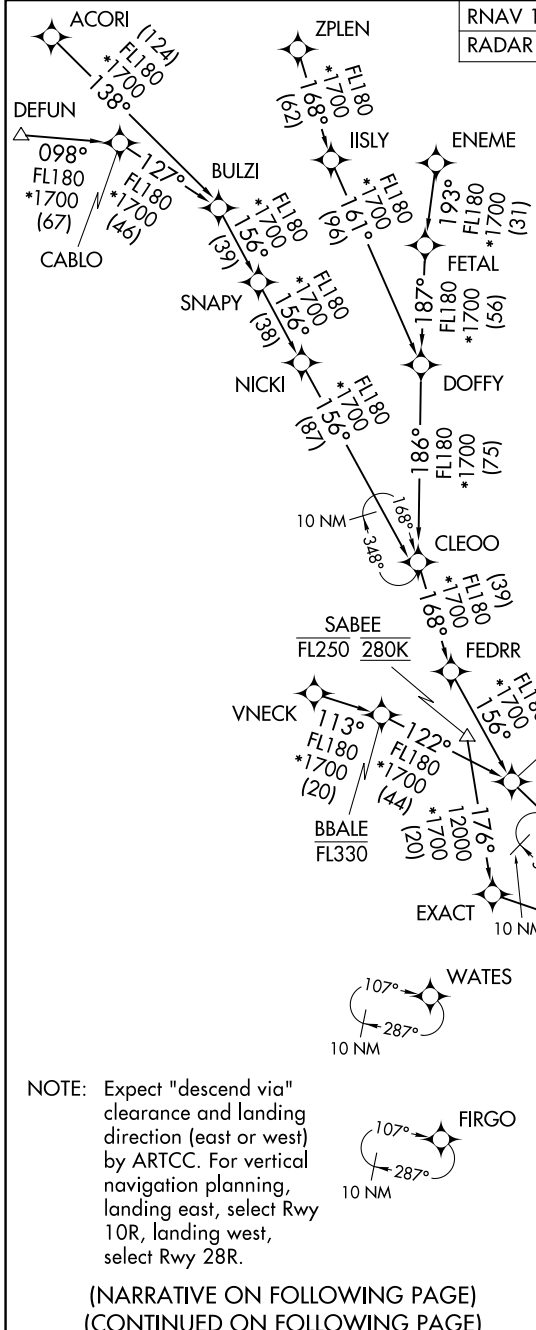 RNAV 1
RADAR
ACORI
(124)
FL180
*1700
138°
ZPLEN
FL180
*1700
168°
(62)
DEFUN
098°
FL180
*1700
(67)
127°
FL180
*1700
(46)
CABLO
IISLY
FL180
*1700
161°
(96)
ENEME
193°
FL180
*1700
(31)
BULZI
FL180
*1700
156°
(39)
FETAL
187°
FL180
*1700
(56)
SNAPY
FL180
*1700
156°
(38)
NICKI
FL180
*1700
156°
(87)
DOFFY
186°
FL180
*1700
(75)
10 NM
168°
348°
CLEOO
(39)
FL180
*1700
168°
SABEE
FL250 280K
FEDRR
*1700
156°
VNECK
113°
FL180
*1700
(20)
122°
FL180
*1700
(44)
BBALE
FL330
176°
12000
*1700
(20)
EXACT
10 NM
WATES
107°
287°
10 NM
FIRGO
107°
287°
10 NM
NOTE: Expect "descend via"
clearance and landing
direction (east or west)
by ARTCC. For vertical
navigation planning,
landing east, select Rwy
10R, landing west,
select Rwy 28R.
(NARRATIVE ON FOLLOWING PAGE)
(CONTINUED ON FOLLOWING PAGE)